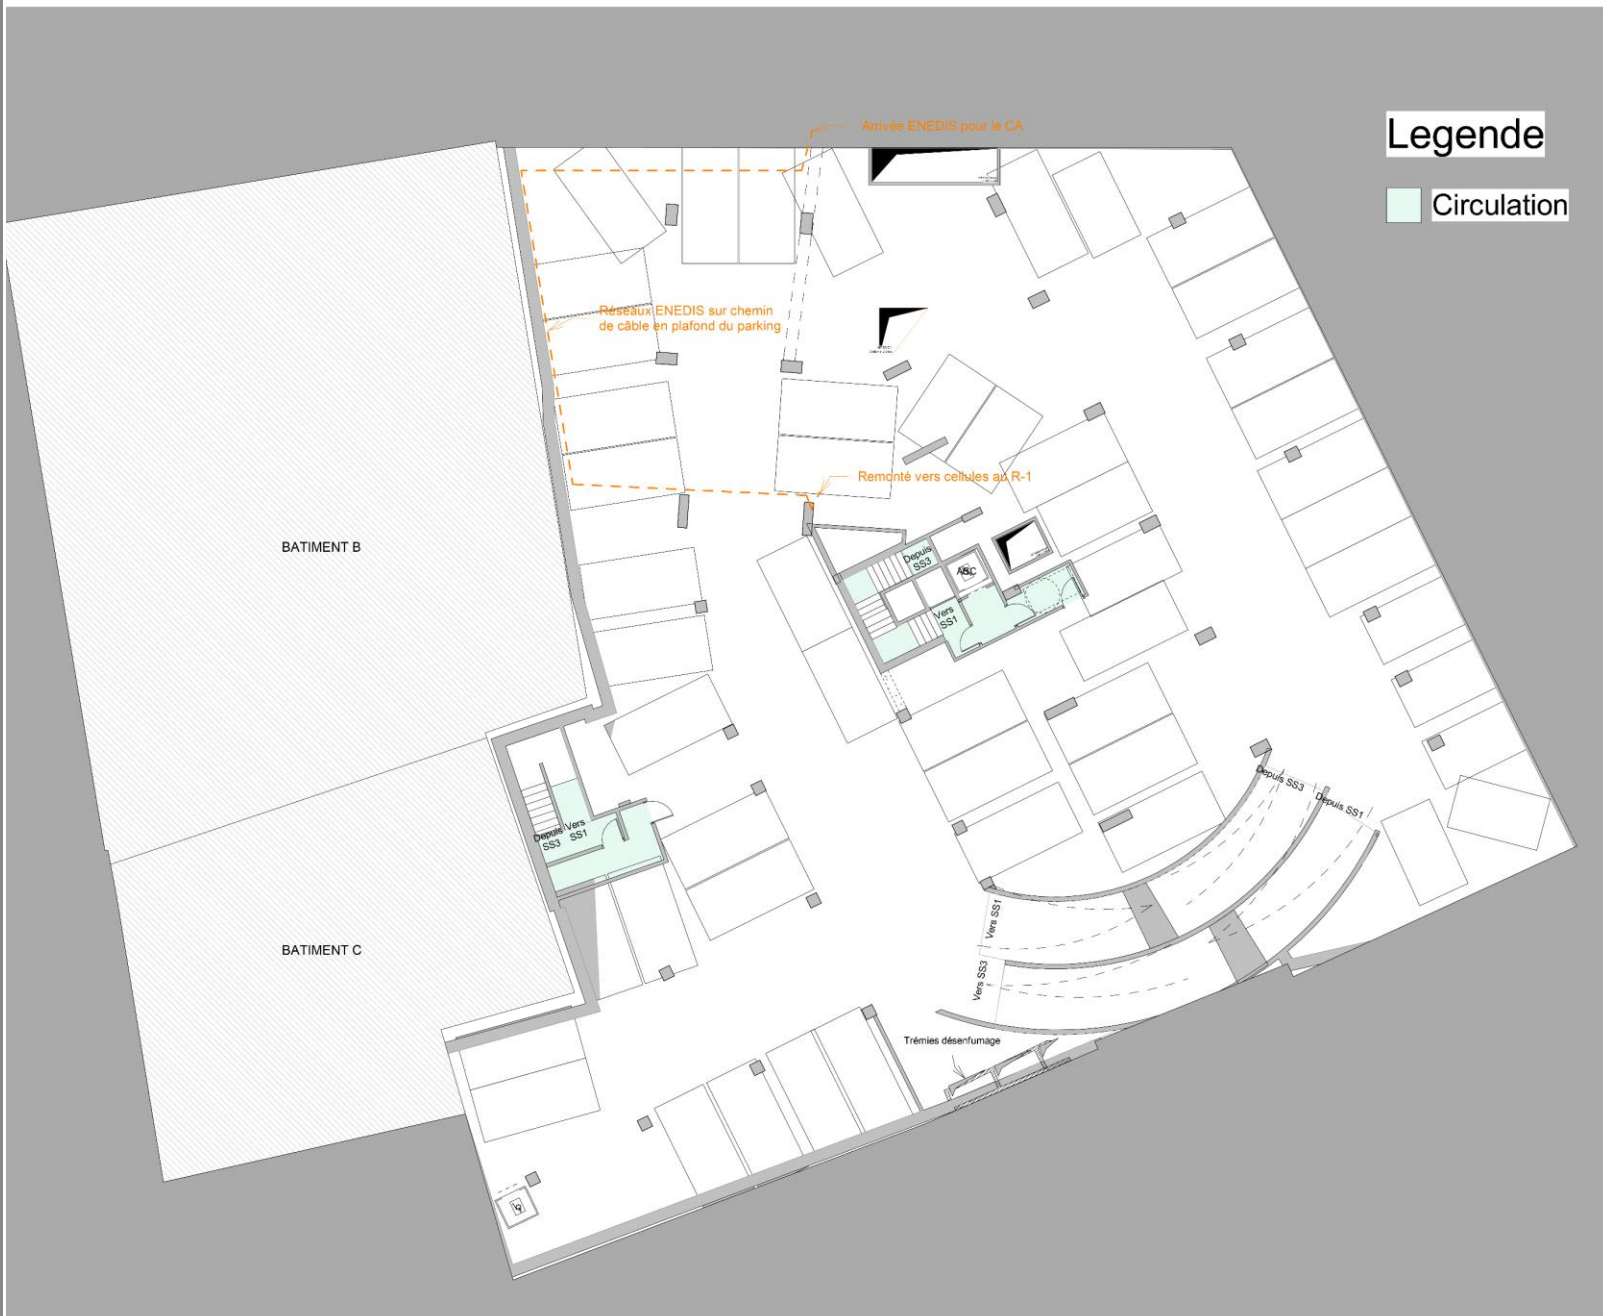 Arrivée ENEDIS pour le CA
Legende
Circulation
Réseaux ENEDIS sur chemin
de câble en plafond du parking
Remonté vers cellules au R-1
BATIMENT B
Depuis
SS3
ASC
Vers
SS1
Depuis SS3
Depuis SS1
Depuis
SS3
Vers
SS1
BATIMENT C
Vers SS1
Vers SS3
Trémies désenfumage